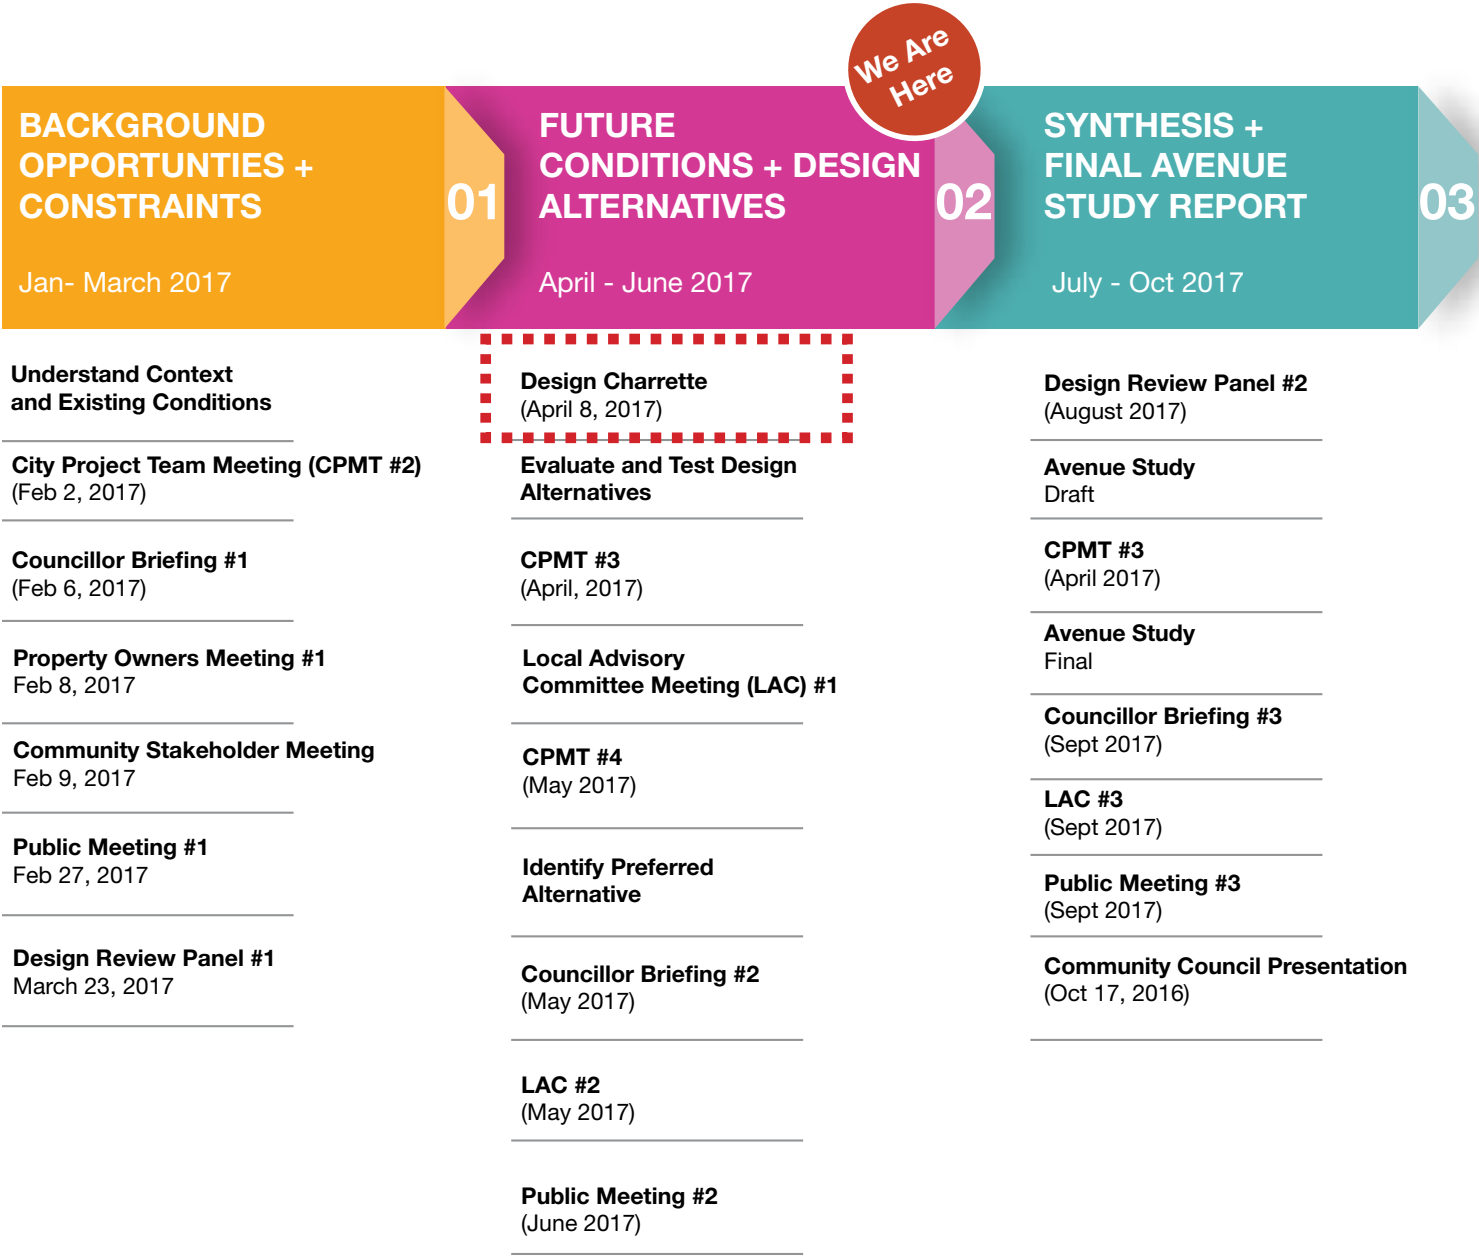 We Are
Here
BACKGROUND
OPPORTUNTIES +
CONSTRAINTS
Jan- March 2017
01
FUTURE
CONDITIONS + DESIGN
ALTERNATIVES
April - June 2017
02
SYNTHESIS +
FINAL AVENUE
STUDY REPORT
July - Oct 2017
03
Understand Context
and Existing Conditions
City Project Team Meeting (CPMT #2)
(Feb 2, 2017)
Councillor Briefing #1
(Feb 6, 2017)
Property Owners Meeting #1
Feb 8, 2017
Community Stakeholder Meeting
Feb 9, 2017
Public Meeting #1
Feb 27, 2017
Design Review Panel #1
March 23, 2017
Design Charrette
(April 8, 2017)
Evaluate and Test Design
Alternatives
CPMT #3
(April, 2017)
Local Advisory
Committee Meeting (LAC) #1
CPMT #4
(May 2017)
Identify Preferred
Alternative
Councillor Briefing #2
(May 2017)
LAC #2
(May 2017)
Public Meeting #2
(June 2017)
Design Review Panel #2
(August 2017)
Avenue Study
Draft
CPMT #3
(April 2017)
Avenue Study
Final
Councillor Briefing #3
(Sept 2017)
LAC #3
(Sept 2017)
Public Meeting #3
(Sept 2017)
Community Council Presentation
(Oct 17, 2016)